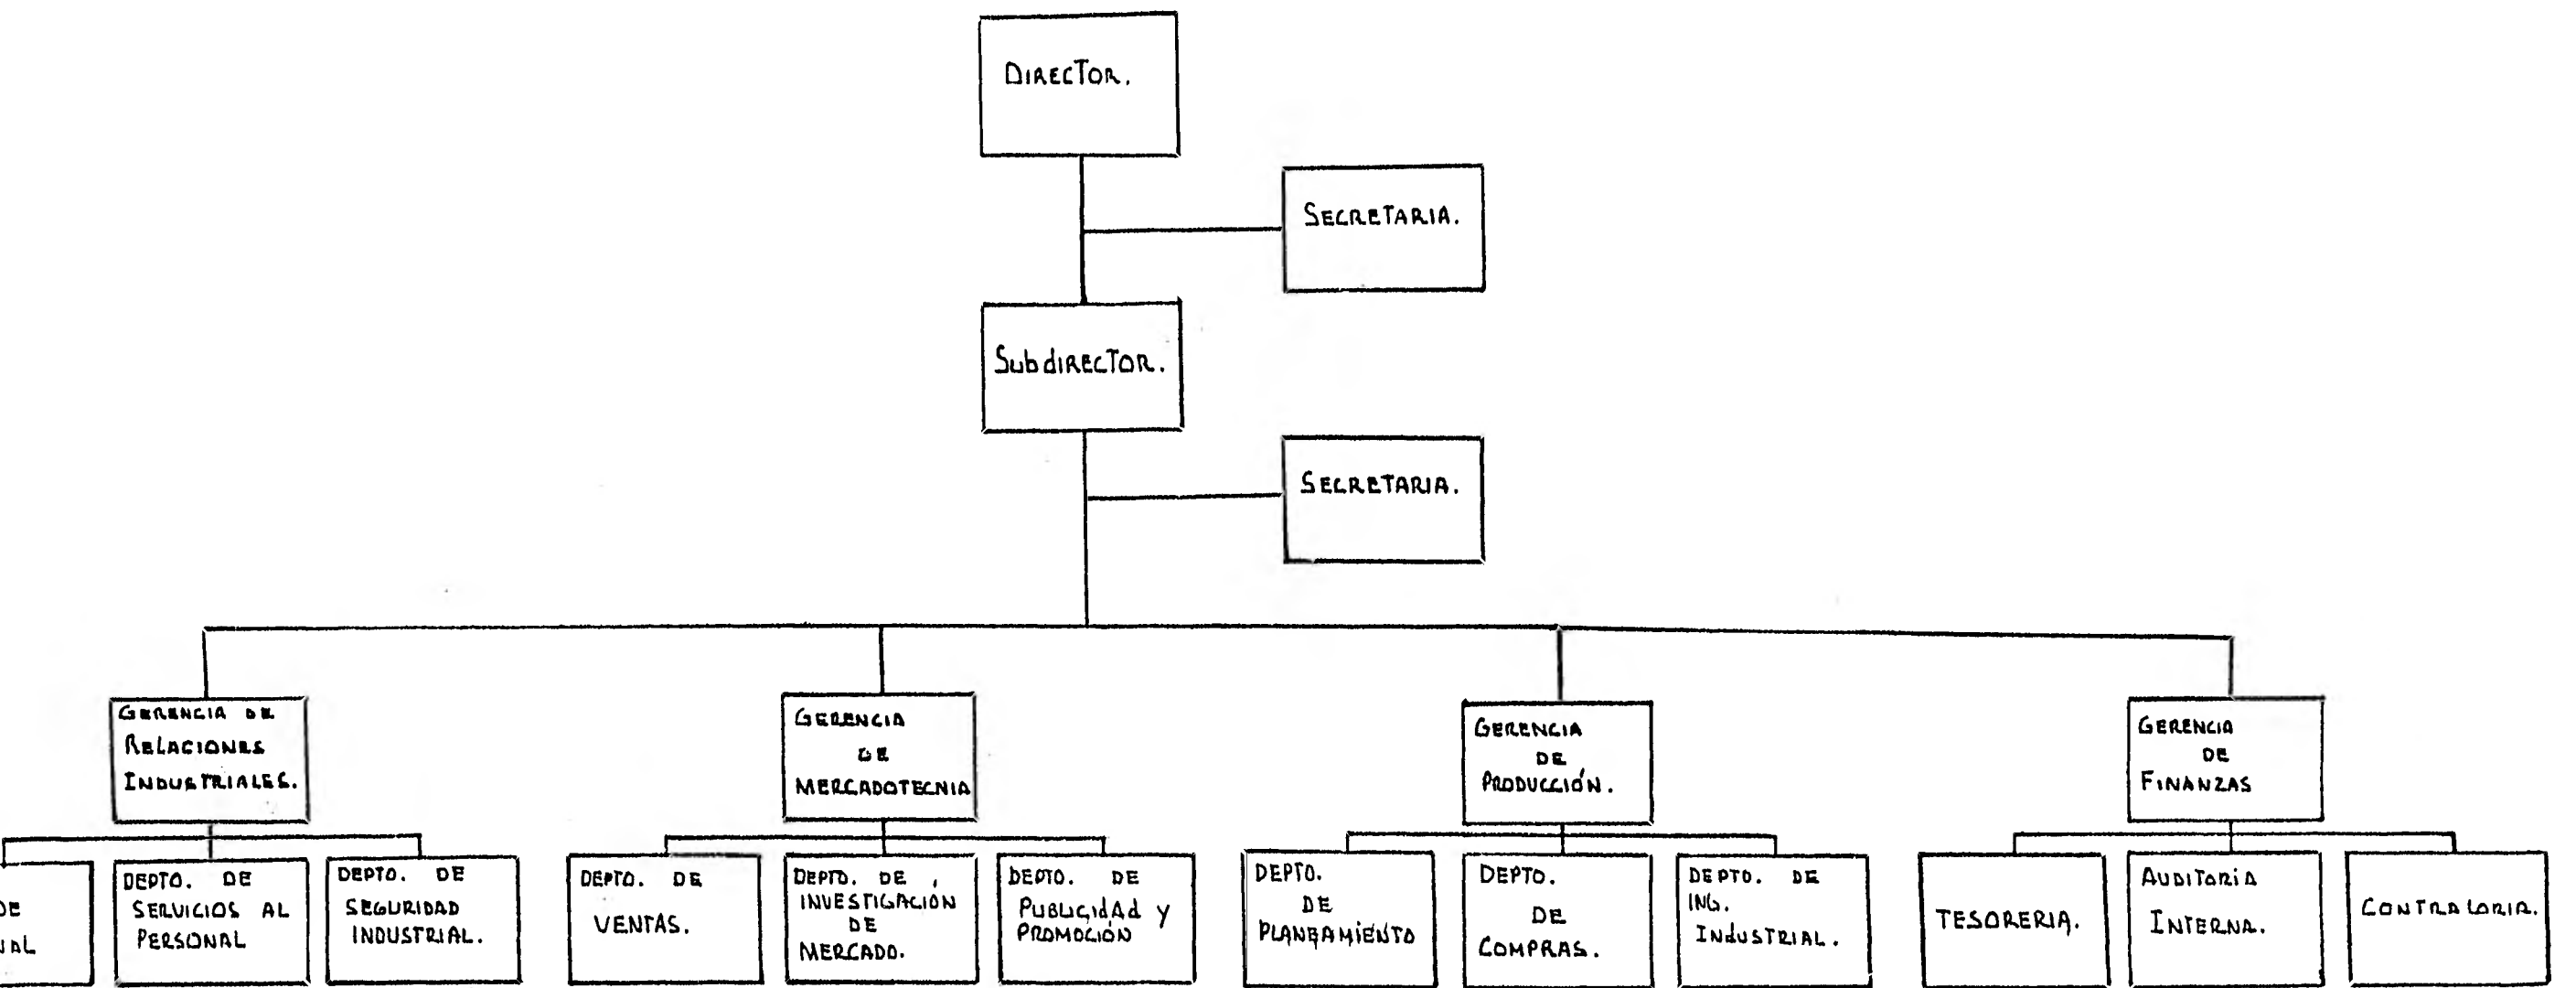 DIRECTOR.
SECRETARIA.
SubdIRECTOR.
SECRETARIA.
GERENCIA DE
RELACIONES
INDUSTRIALES.
GERENCIA
DE
MERCADOTECNIA
GERENCIA
DE
PRODUCCIÓN.
GERENCIA
DE
FINANZAS
DE
NAL
DEPTO. DE
SERVICIOS AL
PERSONAL
DEPTO. DE
SEGURIDAD
INDUSTRIAL.
DEPTO. DE
VENTAS.
DEPTO. DE
INVESTIGACIÓN
DE
MERCADO.
DEPTO. DE
PUBLICIdAd y
PROMOCIÓN
DEPTO.
DE
PLANEAMIENTO
DEPTO.
DE
COMPRAS.
DEPTO. DE
ING.
INdUSTRIAL.
TESORERIA.
AUDITORIA
INTERNA.
CONTRALORIA.